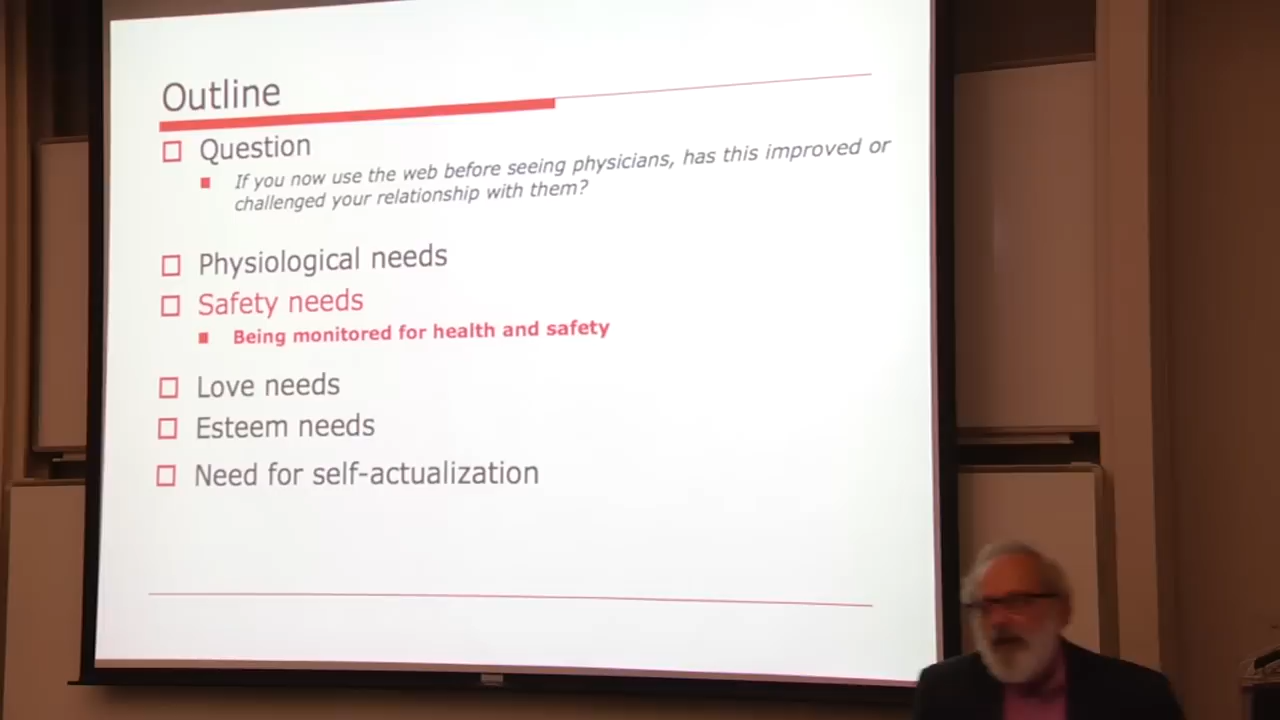 Outline
Question
If you now use the web before seeing physicians, has this improved or
challenged your relationship with them?
Physiological needs
Safety needs
Being monitored for health and safety
Love needs
Esteem needs
Need for self-actualization